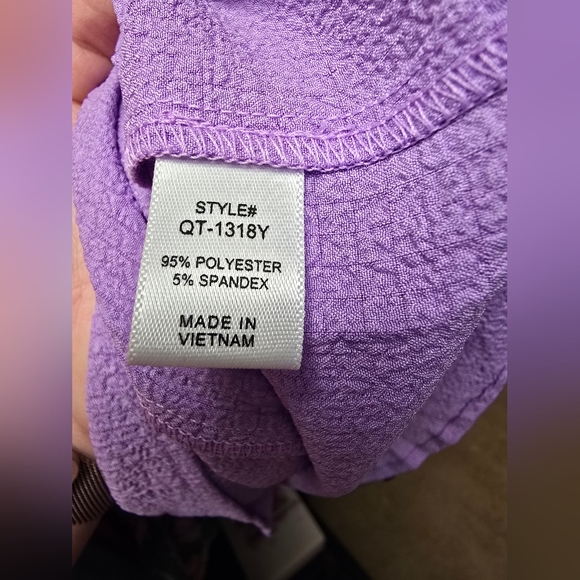 STYLE#
QT-1318Y
95% POLYESTER
5% SPANDEX
MADE IN
VIETNAM